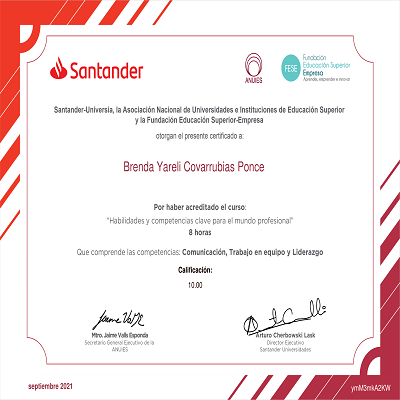 Santander
ANUIES
FESE
Fundación
Educación Superior
Empresa
Aprender, emprender e innovar
Santander-Universia, la Asociación Nacional de Universidades e Instituciones de Educación Superior
y la Fundación Educación Superior-Empresa
otorgan el presente certificado a:
Brenda Yareli Covarrubias Ponce
Por haber acreditado el curso:
"Habilidades y competencias clave para el mundo profesional"
8 horas
Que comprende las competencias: Comunicación, Trabajo en equipo y Liderazgo
Calificación:
10.00
Mtro. Jaime Valls Esponda
Secretario General Ejecutivo de la
ANUIES
Arturo Cherbowski Lask
Director Ejecutivo
Santander Universidades
septiembre 2021
ymM3mkA2KW